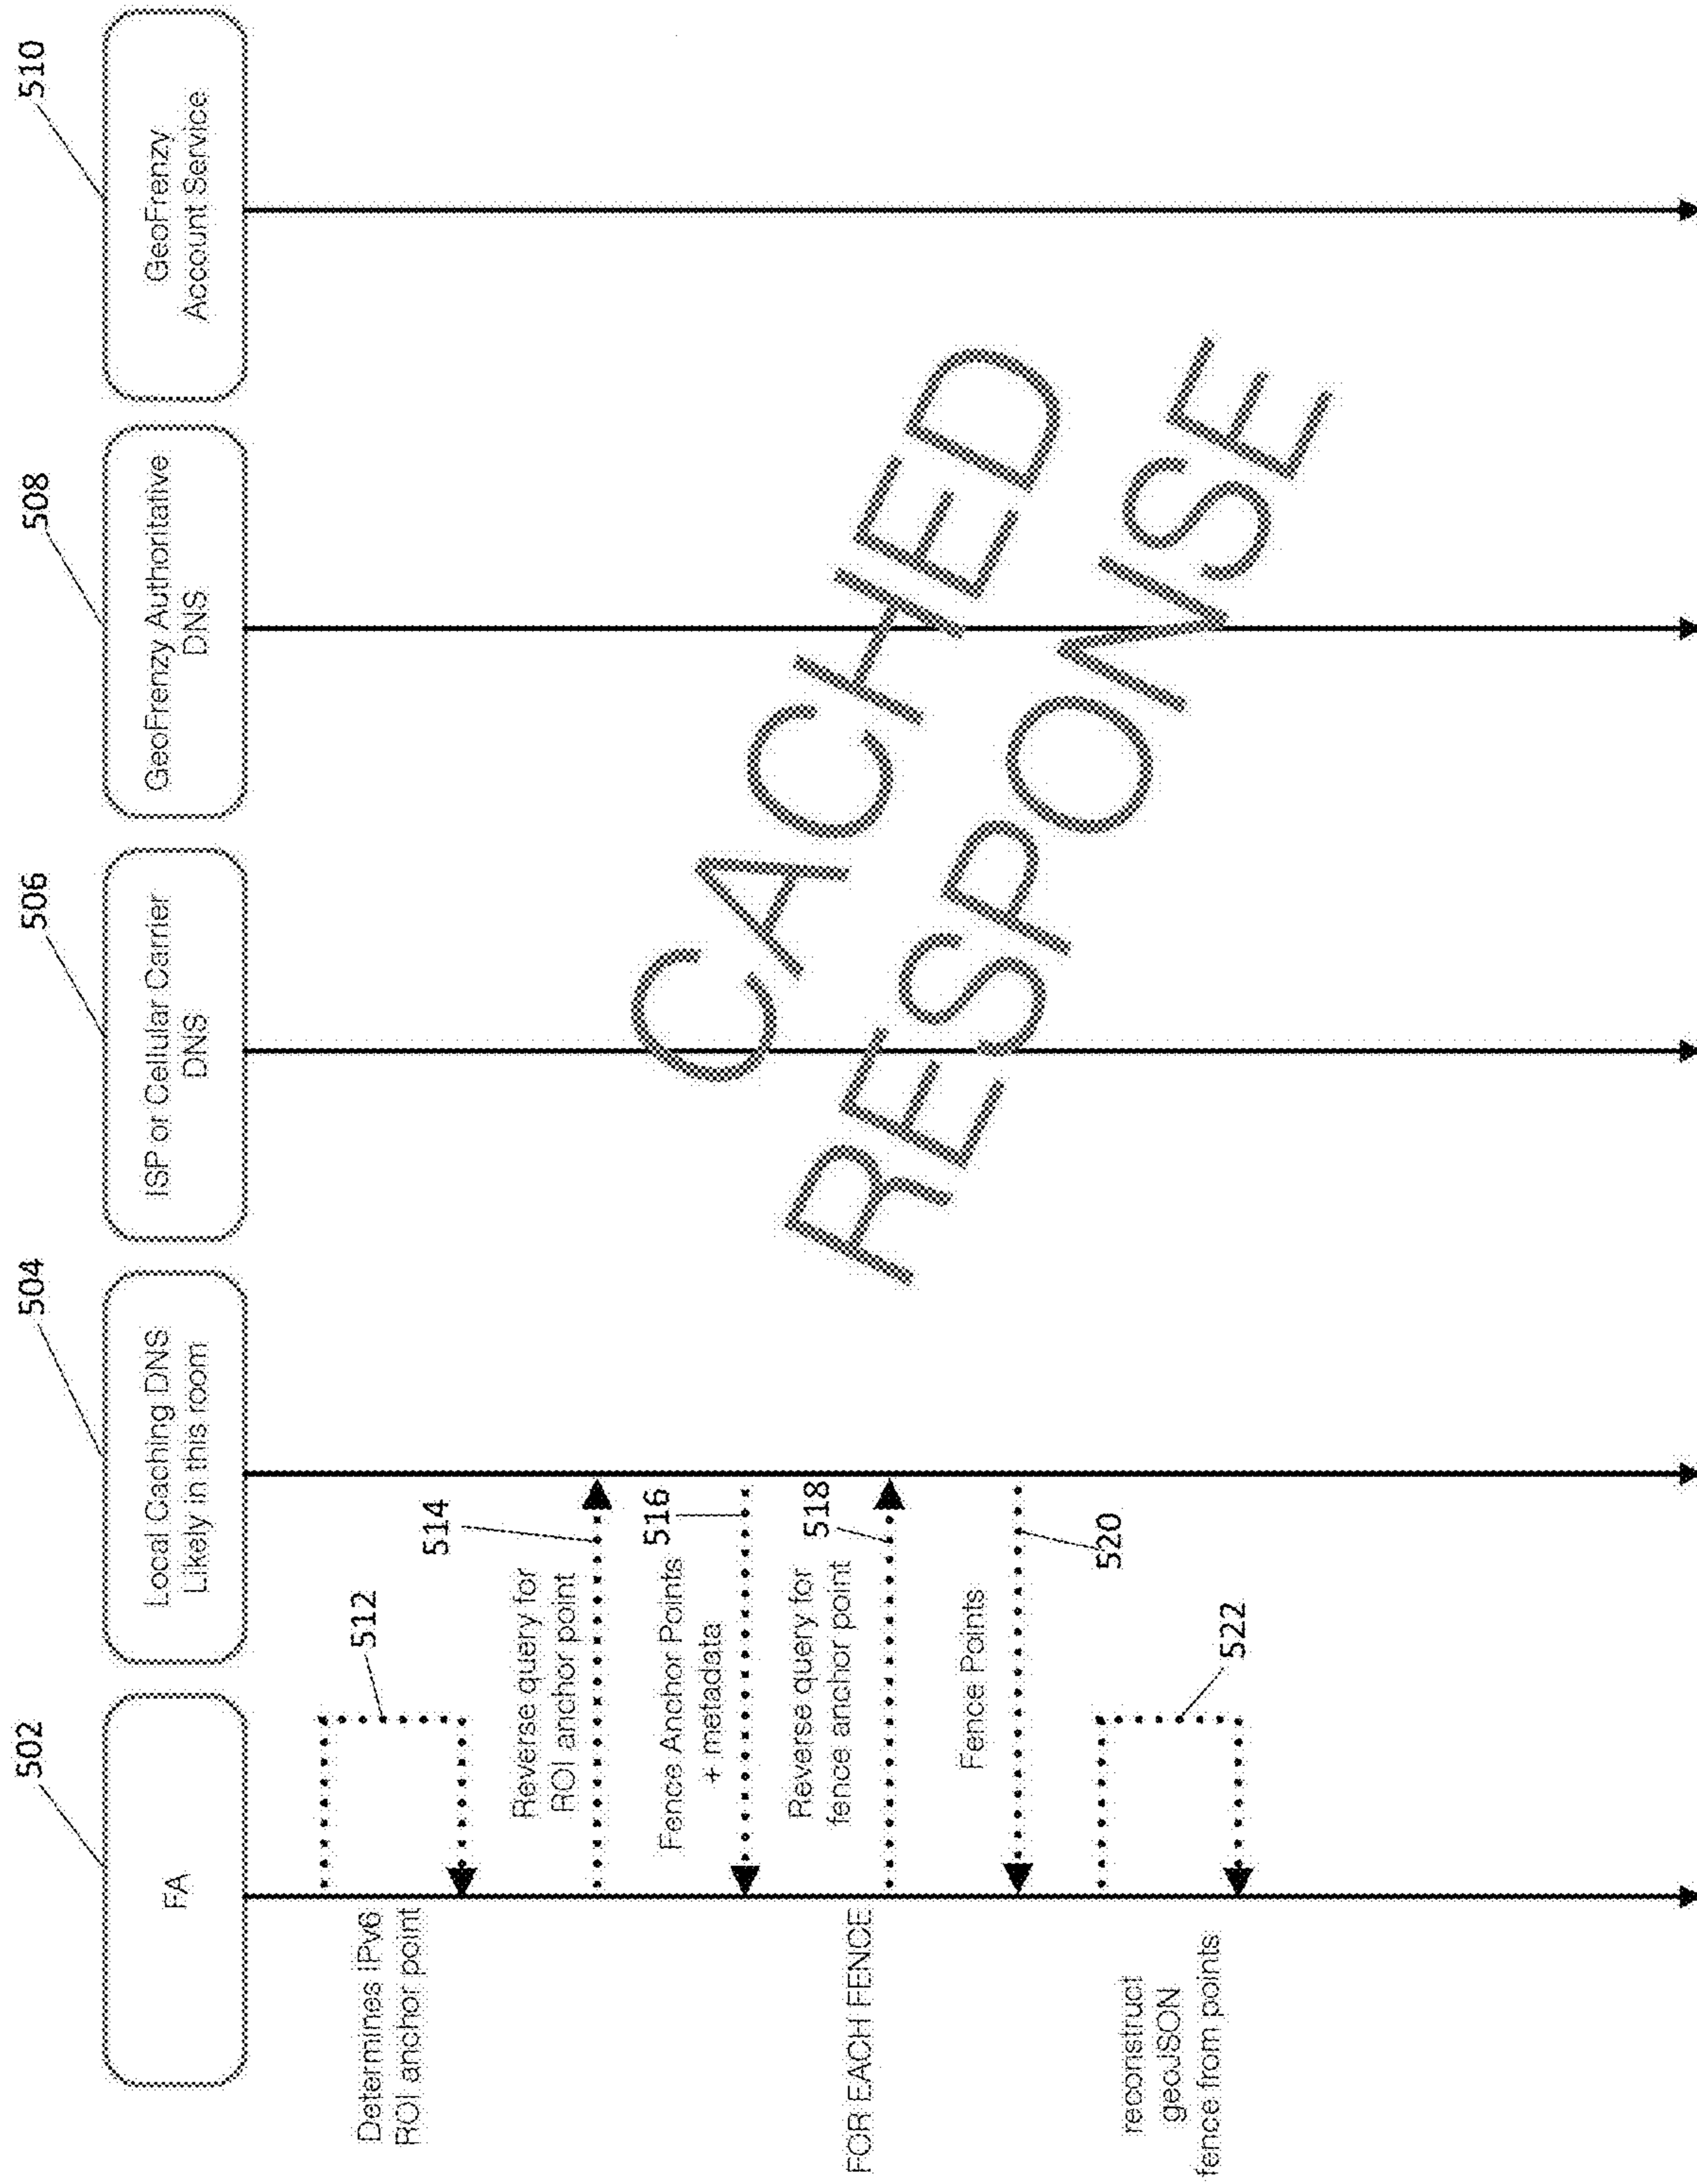 502
504
506
508
510
FA
Local Caching DNS
Likely in this room
ISP or Cellular Carrier
DNS
GeoFrenzy Authoritative
DNS
GeoFrenzy
Account Service
Determines IPv6
ROI anchor point
512
Reverse query for
ROI anchor point
514
Fence Anchor Points
+ metadata
516
FOR EACH FENCE
Reverse query for
fence anchor point
518
Fence Points
520
reconstruct
geoJSON
fence from points
522
CACHED
RESPONSE